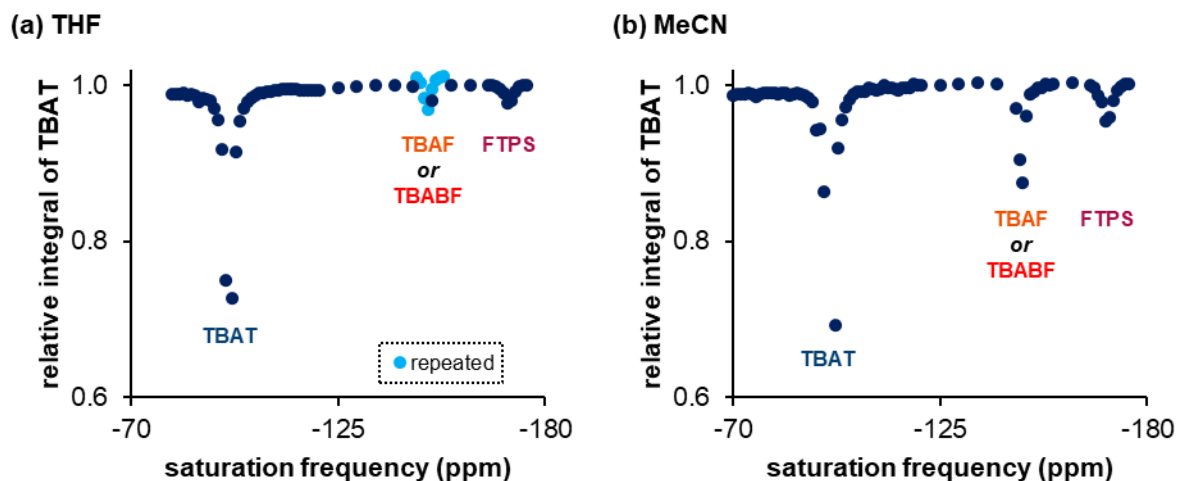 (a) THF
relative integral of TBAT
1.0
0.8
0.6
TBAT
TBAF
or
TBABF
FTPS
repeated
-70
-125
-180
saturation frequency (ppm)
(b) MeCN
relative integral of TBAT
1.0
0.8
0.6
TBAT
TBAF
or
TBABF
FTPS
-70
-125
-180
saturation frequency (ppm)